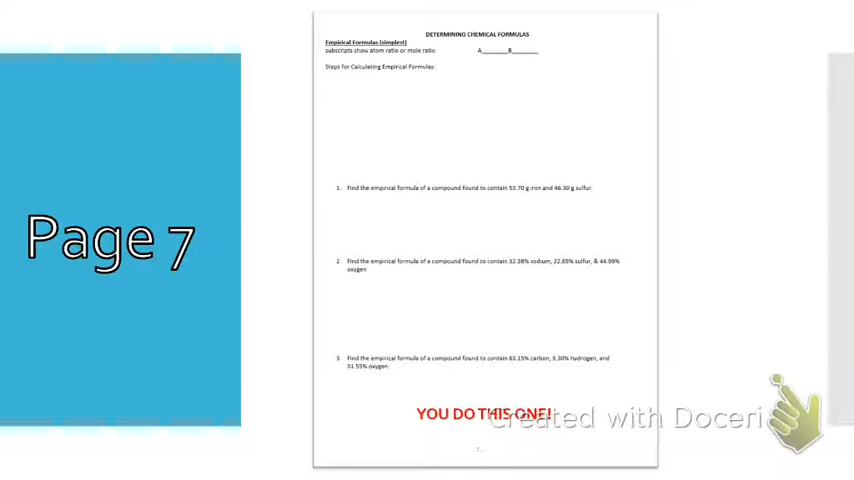 Page 7
DETERMINING CHEMICAL FORMULAS
Empirical Formulas (simplest)
subscripts show atom ratio or mole ratio A_______B_______
Steps for Calculating Empirical Formulas:
1. Find the empirical formula of a compound found to contain 53.70 g iron and 46.30 g sulfur.
2 Find the empirical formula of a compound found to contain 32.38% sodium, 22.65% sulfur, & 44.99%
oxygen
3 Find the empirical formula of a compound found to contain 63.15% carbon, 5.30% hydrogen, and
31.55% oxygen.
YOU DO THIS ONE!
Created with Doceri
- 7 -